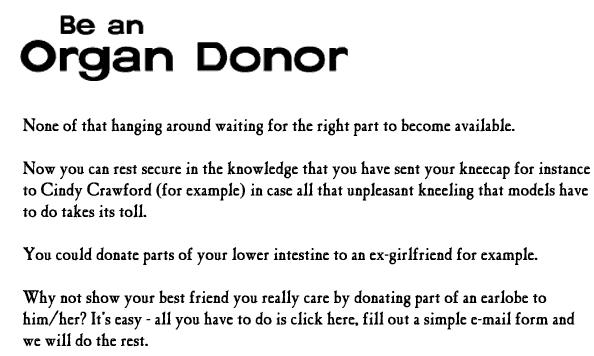 Be an
Organ Donor
None of that hanging around waiting for the right part to become available.
Now you can rest secure in the knowledge that you have sent your kneecap for instance
to Cindy Crawford (for example) in case all that unpleasant kneeling that models have
to do takes its toll.
You could donate parts of your lower intestine to an ex-girlfriend for example.
Why not show your best friend you really care by donating part of an earlobe to
him/her? It's easy - all you have to do is click here, fill out a simple e-mail form and
we will do the rest.